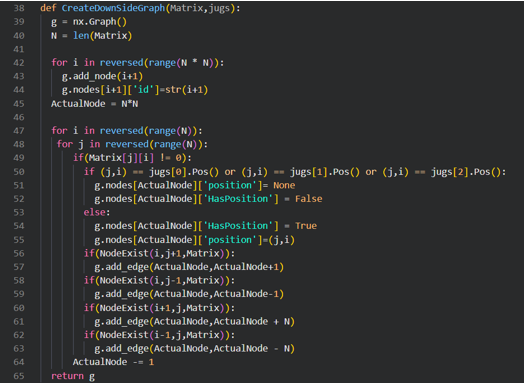 38 def CreateDownSideGraph(Matrix,jugs):
39 g = nx.Graph()
40 N = len(Matrix)
41
42 for i in reversed(range(N * N)):
43 g.add_node(i+1)
44 g.nodes[i+1]['id']=str(i+1)
45 ActualNode = N*N
46
47 for i in reversed(range(N)):
48 for j in reversed(range(N)):
49 if(Matrix[j][i] != 0):
50 if (j,i) == jugs[0].Pos() or (j,i) == jugs[1].Pos() or (j,i) == jugs[2].Pos():
51 g.nodes[ActualNode]['position']= None
52 g.nodes[ActualNode]['HasPosition'] = False
53 else:
54 g.nodes[ActualNode]['HasPosition'] = True
55 g.nodes[ActualNode]['position']=(j,i)
56 if(NodeExist(i,j+1,Matrix)):
57 g.add_edge(ActualNode,ActualNode+1)
58 if(NodeExist(i,j-1,Matrix)):
59 g.add_edge(ActualNode,ActualNode-1)
60 if(NodeExist(i+1,j,Matrix)):
61 g.add_edge(ActualNode,ActualNode + N)
62 if(NodeExist(i-1,j,Matrix)):
63 g.add_edge(ActualNode,ActualNode - N)
64 ActualNode -= 1
65 return g